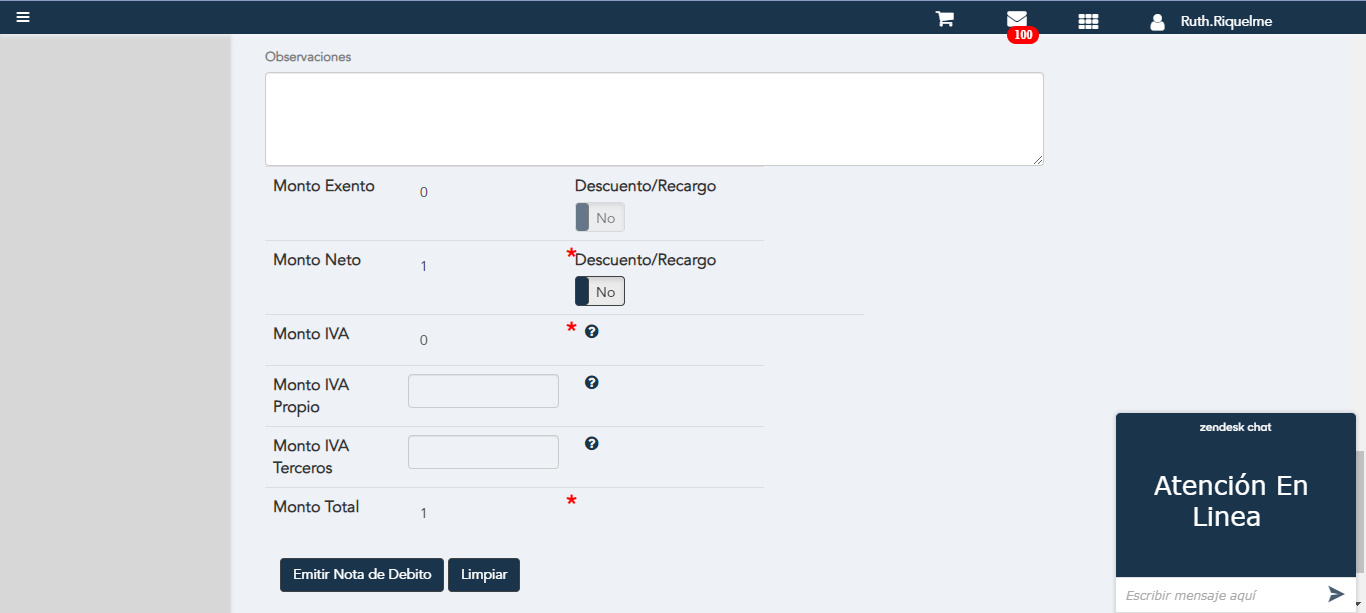 Ruth.Riquelme
100
Observaciones
Monto Exento 0 Descuento/Recargo
No
Monto Neto 1 *Descuento/Recargo
No
Monto IVA 0 * ?
Monto IVA Propio ?
Monto IVA Terceros ?
Monto Total 1 *
Emitir Nota de Debito Limpiar
zendesk chat
Atención En
Linea
Escribir mensaje aquí